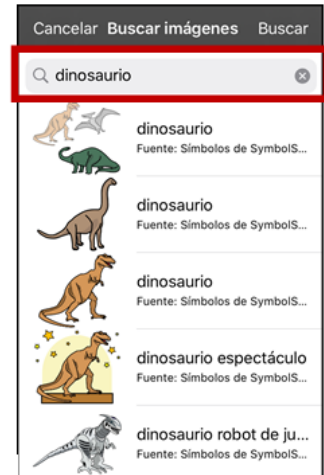 Cancelar Buscar imágenes Buscar
dinosaurio
dinosaurio
Fuente: Símbolos de SymbolS...
dinosaurio
Fuente: Símbolos de SymbolS...
dinosaurio
Fuente: Símbolos de SymbolS...
dinosaurio espectáculo
Fuente: Símbolos de SymbolS...
dinosaurio robot de ju...
Fuente: Símbolos de SymbolS...